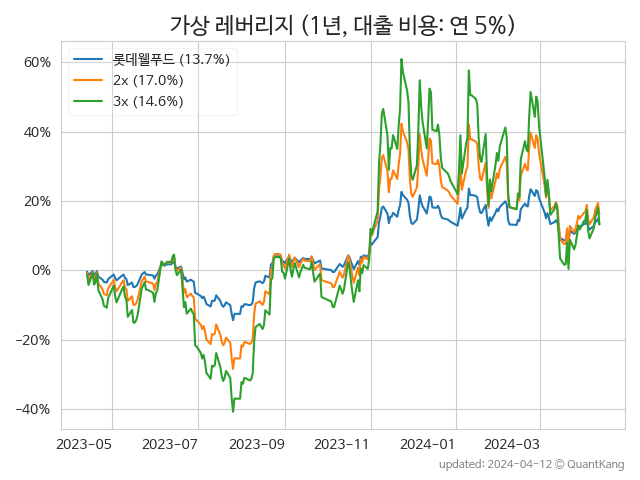 가상 레버리지 (1년, 대출 비용: 연 5%)
롯데웰푸드 (13.7%)
2x (17.0%)
3x (14.6%)
60%
40%
20%
0%
−20%
−40%
2023-05 2023-07 2023-09 2023-11 2024-01 2024-03
updated: 2024-04-12 © QuantKang